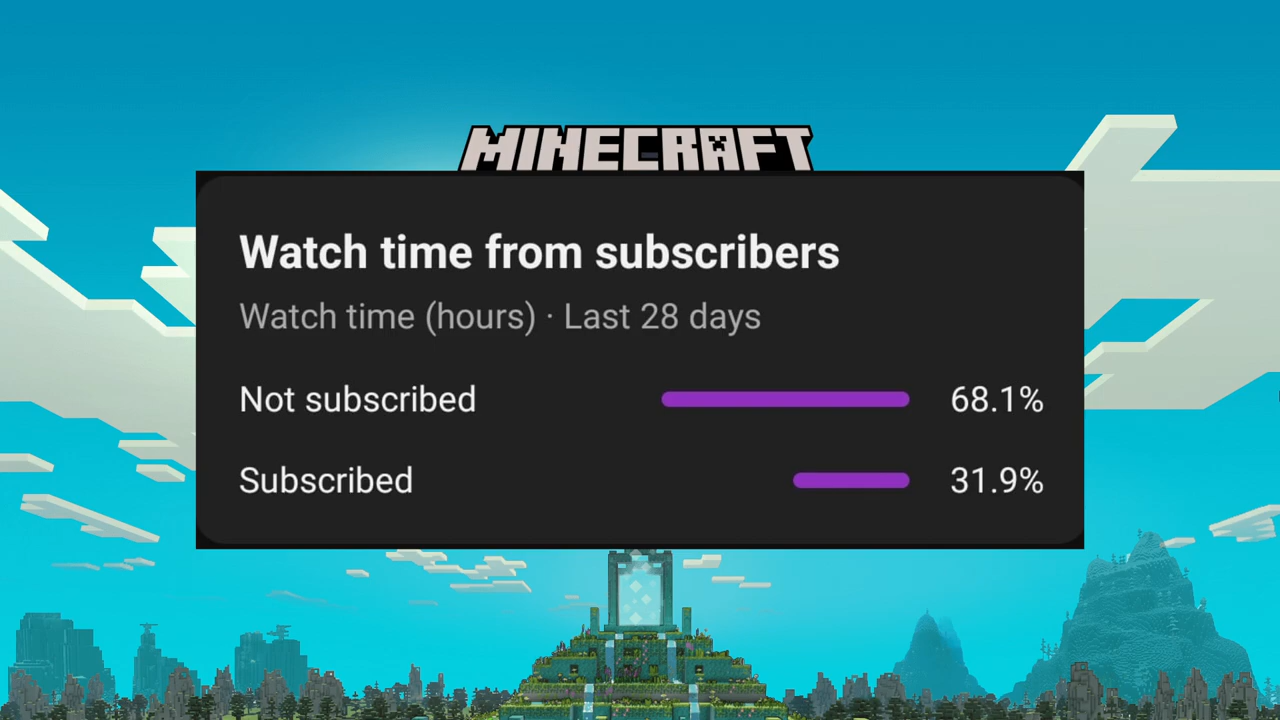 MINECRAFT
Watch time from subscribers
Watch time (hours) · Last 28 days
Not subscribed 68.1%
Subscribed 31.9%